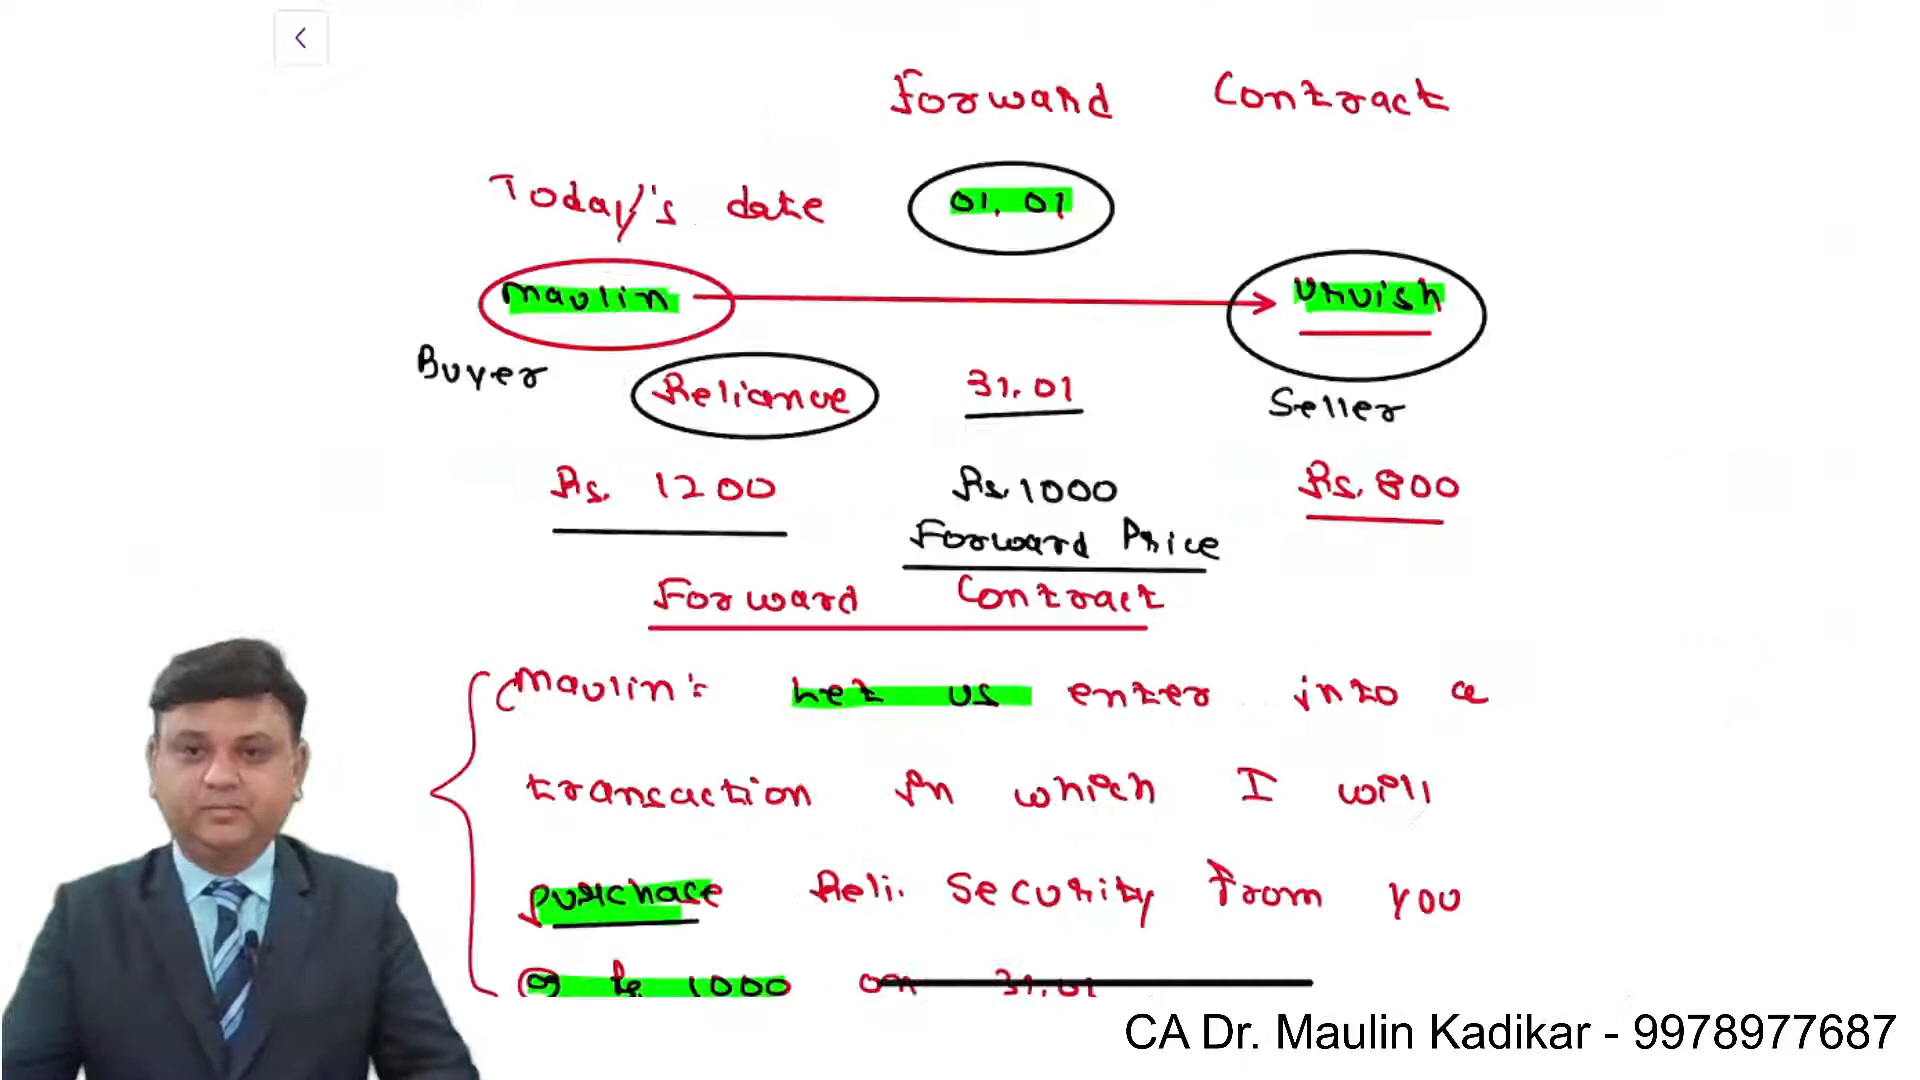 Forward Contract
Today's date 01.01
Maulin Urvish
Buyer Reliance 31.01 Seller
Rs. 1200 Rs. 1000 Rs. 800
Forward Price
Forward Contract
Maulin: Let us enter into a
transaction in which I will
purchase Reli. Security from you
@ Rs 1000 on 31.01
CA Dr. Maulin Kadikar - 9978977687